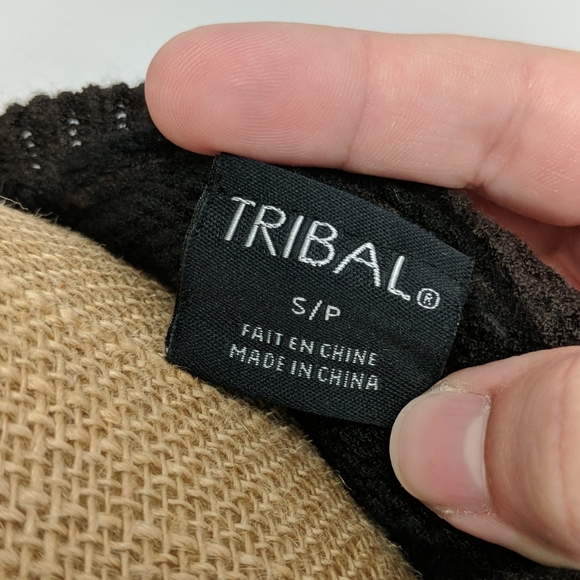 TRIBAL®
S/P
FAIT EN CHINE
MADE IN CHINA